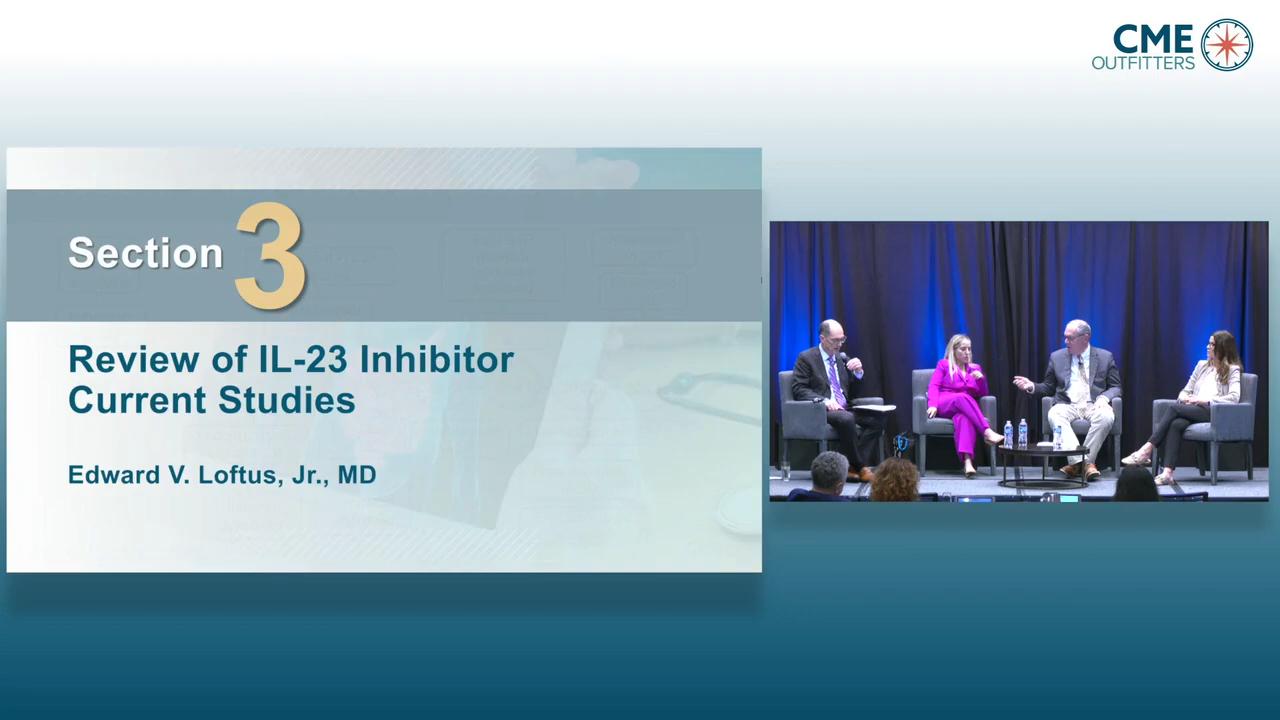 CME
OUTFITTERS
Section 3
Review of IL-23 Inhibitor
Current Studies
Edward V. Loftus, Jr., MD